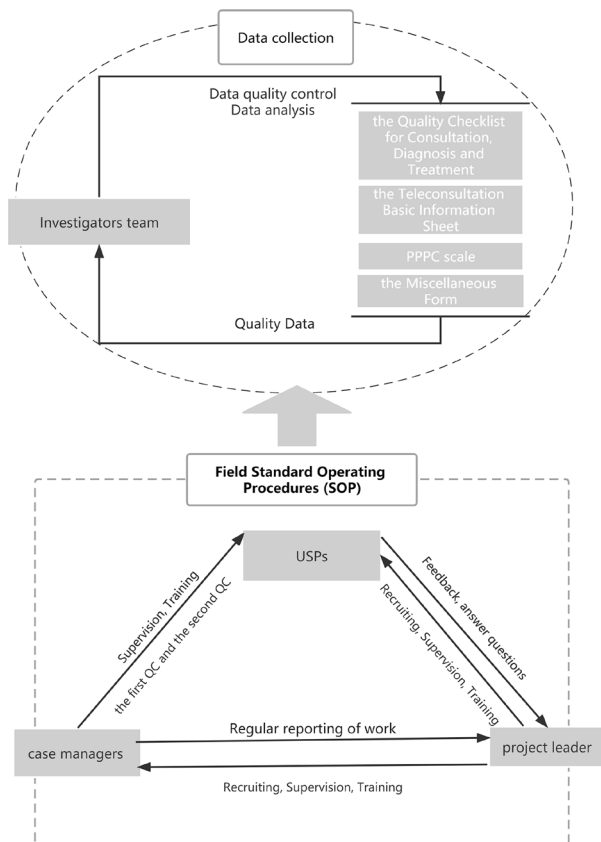 Data collection
Data quality control
Data analysis
the Quality Checklist
for Consultation,
Diagnosis and
Treatment
the Teleconsultation
Basic Information
Sheet
Investigators team
PPPC scale
the Miscellaneous
Form
Quality Data
Field Standard Operating
Procedures (SOP)
USPs
Supervision, Training
the first QC and the second QC
Feedback, answer questions
Recruiting, Supervision, Training
Regular reporting of work
case managers
project leader
Recruiting, Supervision, Training